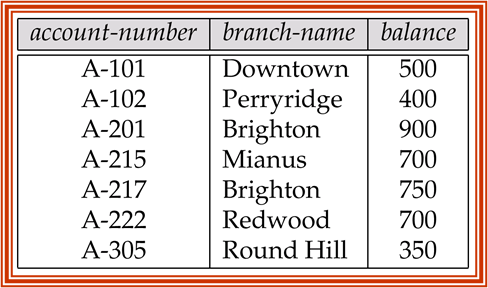 account-number branch-name balance
A-101 Downtown 500
A-102 Perryridge 400
A-201 Brighton 900
A-215 Mianus 700
A-217 Brighton 750
A-222 Redwood 700
A-305 Round Hill 350